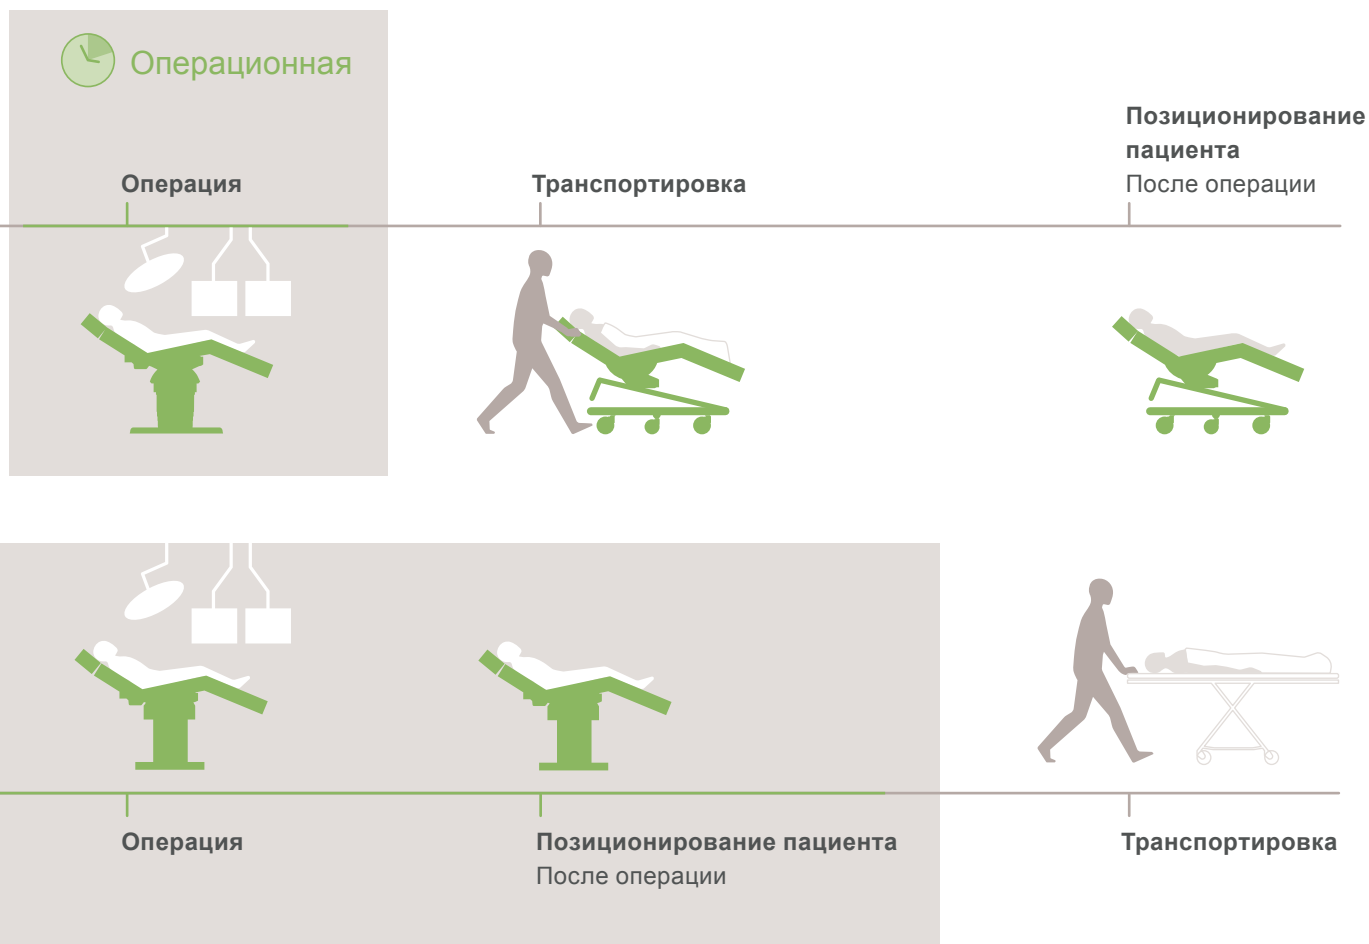 Операционная
Операция
Транспортировка
Позиционирование
пациента
После операции
Операция
Позиционирование пациента
После операции
Транспортировка